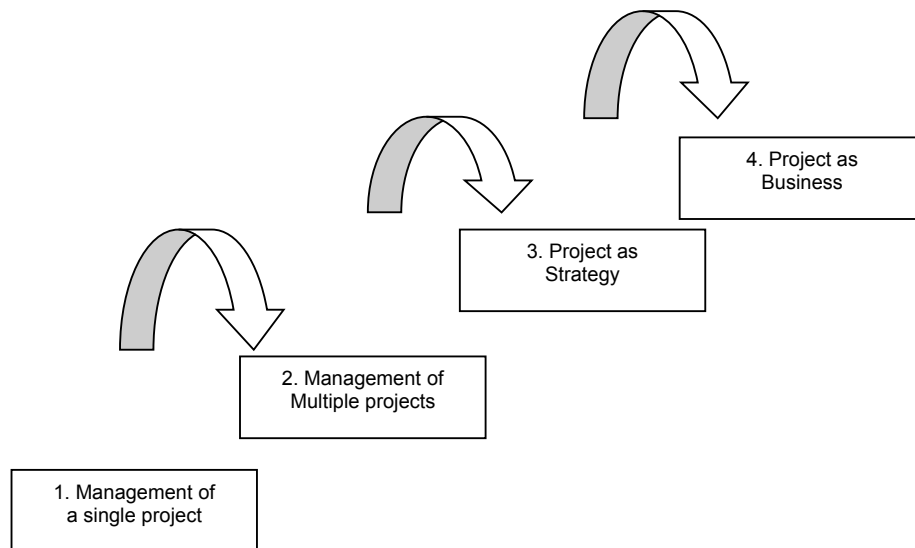 4. Project as
Business
3. Project as
Strategy
2. Management of
Multiple projects
1. Management of
a single project